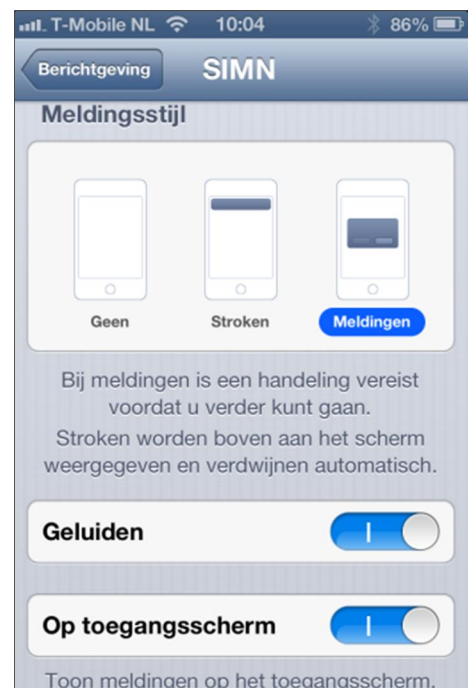 T-Mobile NL 10:04 86%
Berichtgeving SIMN
Meldingsstijl
Geen Stroken Meldingen
Bij meldingen is een handeling vereist
voordat u verder kunt gaan.
Stroken worden boven aan het scherm
weergegeven en verdwijnen automatisch.
Geluiden
Op toegangsscherm
Toon meldingen op het toegangsscherm,